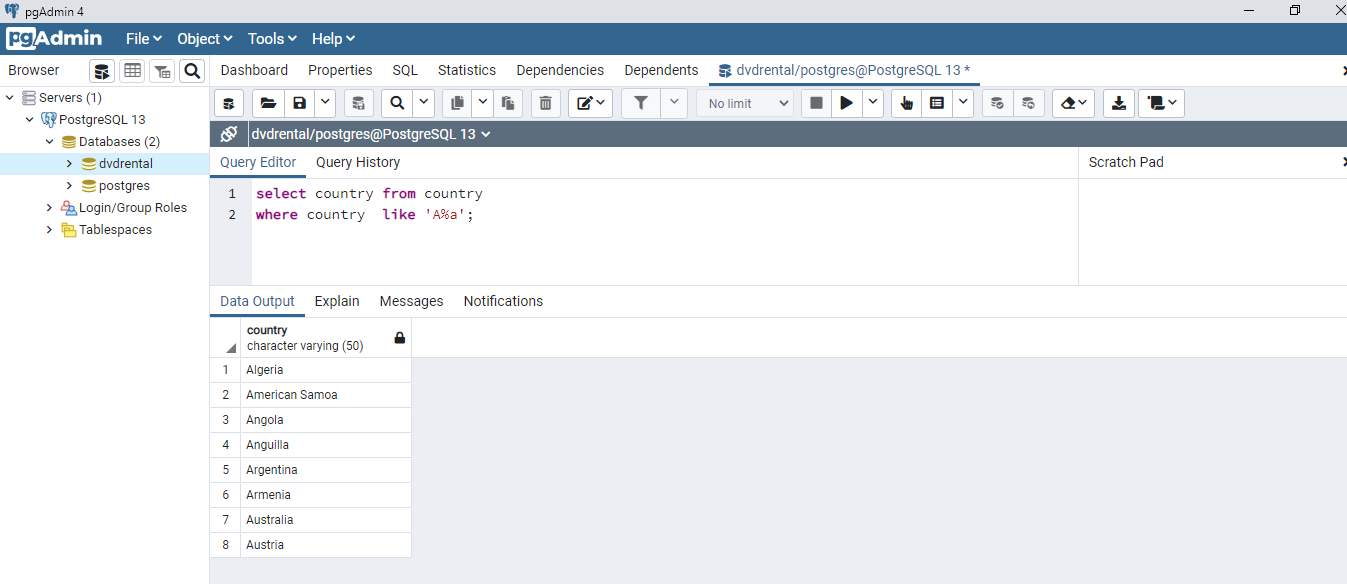 pgAdmin 4
pgAdmin File Object Tools Help
Browser
Dashboard Properties SQL Statistics Dependencies Dependents dvdrental/postgres@PostgreSQL 13 *
Servers (1)
PostgreSQL 13
Databases (2)
dvdrental
postgres
Login/Group Roles
Tablespaces
No limit
dvdrental/postgres@PostgreSQL 13
Query Editor Query History
Scratch Pad
1 select country from country
2 where country  like 'A%a';
Data Output Explain Messages Notifications
country
character varying (50)
1 Algeria
2 American Samoa
3 Angola
4 Anguilla
5 Argentina
6 Armenia
7 Australia
8 Austria